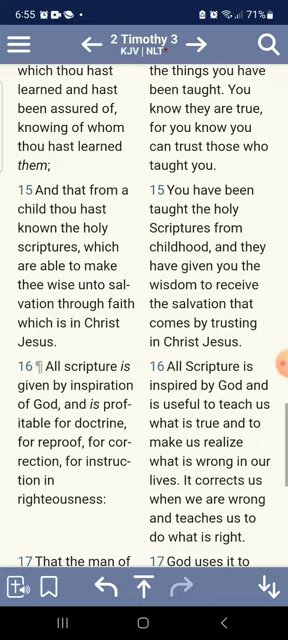 6:55
71%
2 Timothy 3
KJV | NLT
which thou hast
learned and hast
been assured of,
knowing of whom
thou hast learned
them;
15 And that from a
child thou hast
known the holy
scriptures, which
are able to make
thee wise unto sal-
vation through faith
which is in Christ
Jesus.
16 ¶ All scripture is
given by inspiration
of God, and is prof-
itable for doctrine,
for reproof, for cor-
rection, for instruc-
tion in
righteousness:
17 That the man of
the things you have
been taught. You
know they are true,
for you know you
can trust those who
taught you.
15 You have been
taught the holy
Scriptures from
childhood, and they
have given you the
wisdom to receive
the salvation that
comes by trusting
in Christ Jesus.
16 All Scripture is
inspired by God and
is useful to teach us
what is true and to
make us realize
what is wrong in our
lives. It corrects us
when we are wrong
and teaches us to
do what is right.
17 God uses it to